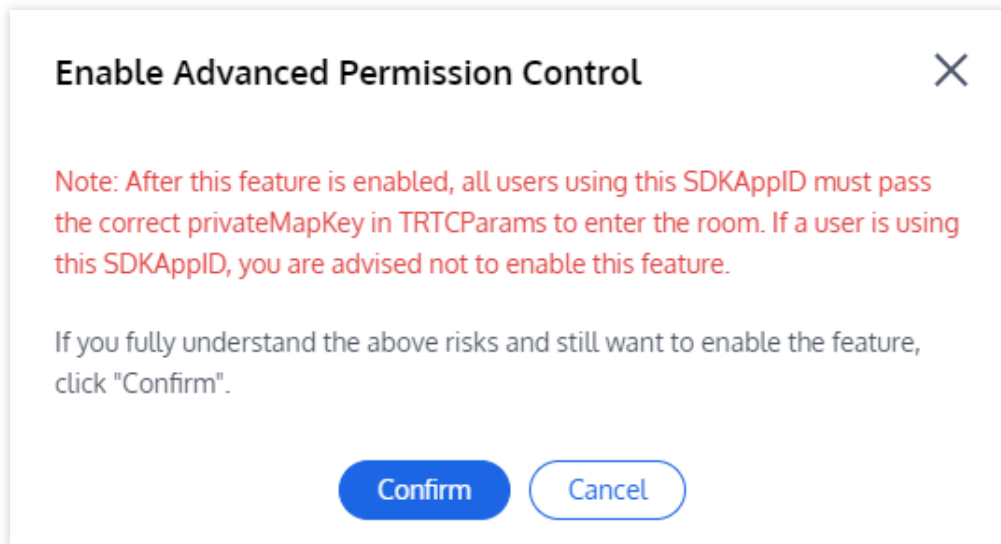 Enable Advanced Permission Control
Note: After this feature is enabled, all users using this SDKAppID must pass
the correct privateMapKey in TRTCParams to enter the room. If a user is using
this SDKAppID, you are advised not to enable this feature.
If you fully understand the above risks and still want to enable the feature,
click "Confirm".
Confirm
Cancel